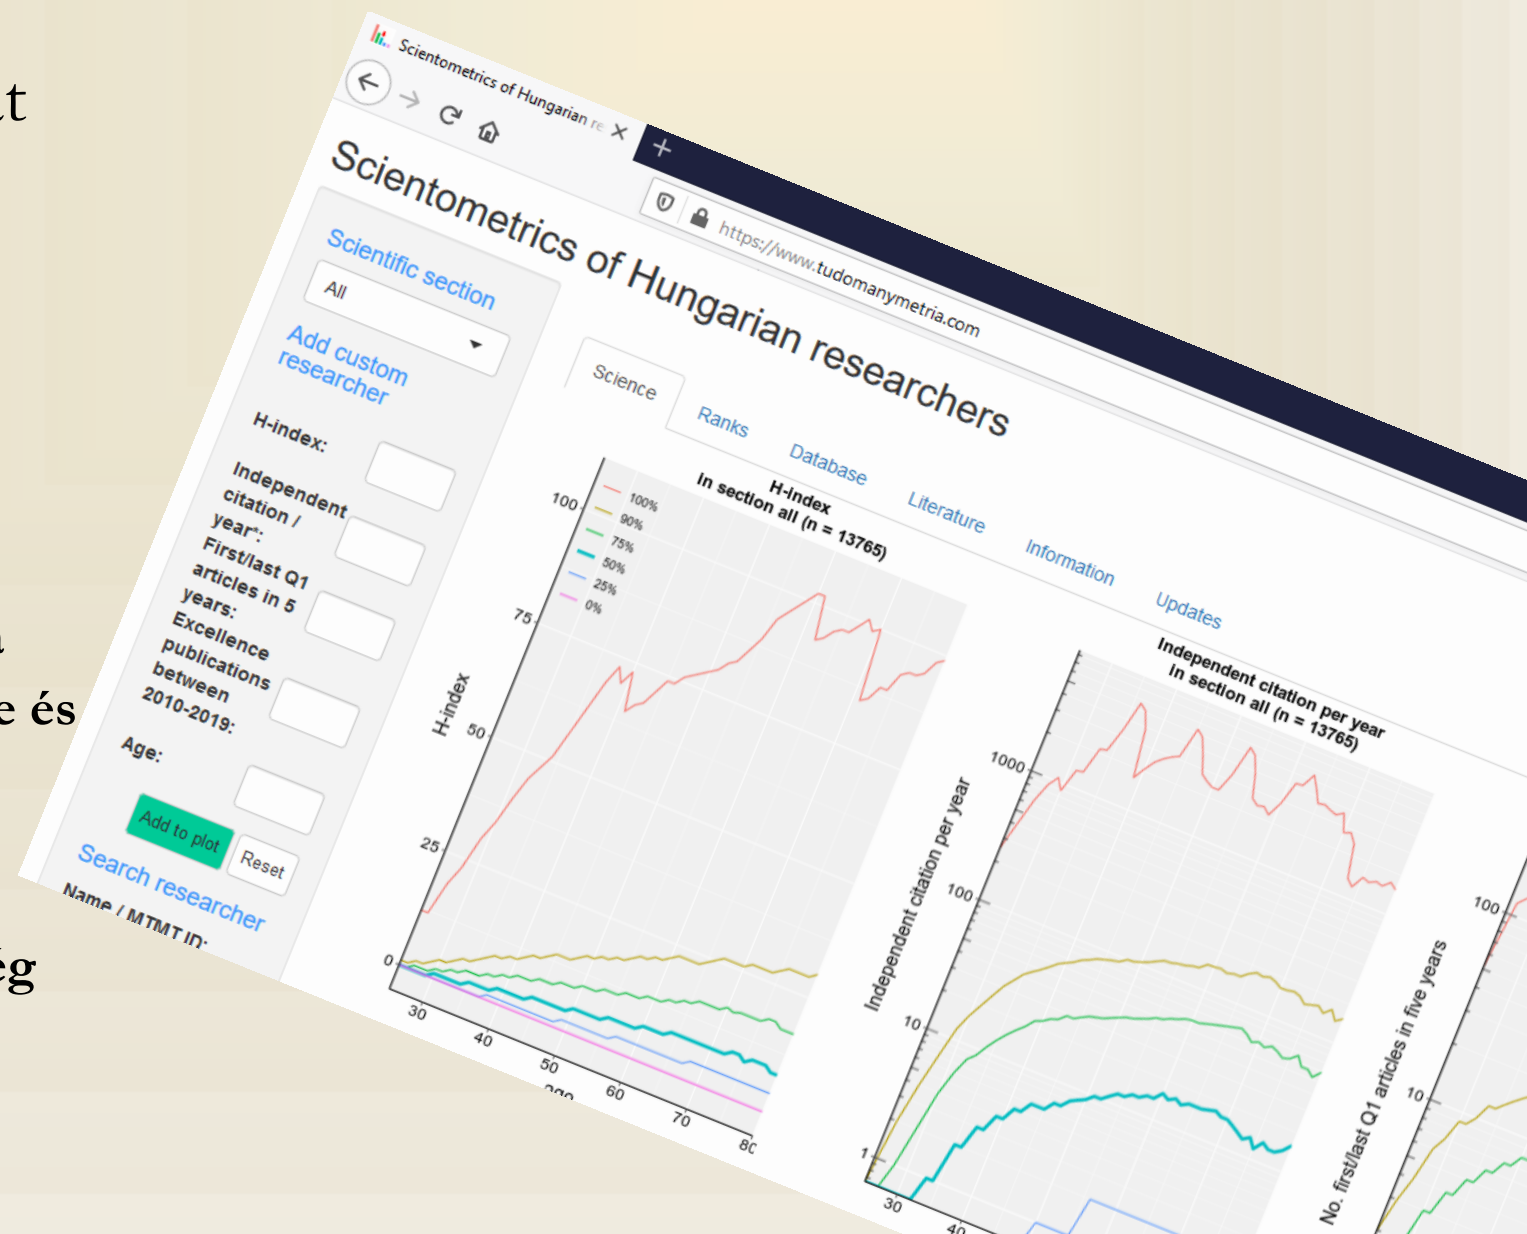 t
e és
ég
Scientometrics of Hungarian re
https://www.tudomanymetria.com
Scientometrics of Hungarian researchers
Scientific section
All
Add custom
researcher
H-index:
Independent
citation /
year*:
First/last Q1
articles in 5
years:
Excellence
publications
between
2010-2019:
Age:
Add to plot
Reset
Search researcher
Name / MTMT ID:
Science
Ranks
Database
Literature
Information
Updates
H-index
In section all (n = 13765)
100%
90%
75%
50%
25%
0%
H-index
100
75
50
25
0
30
40
50
60
70
80
age
Independent citation per year
in section all (n = 13765)
Independent citation per year
1000
100
10
1
30
40
No. first/last Q1 articles in five years
100
10